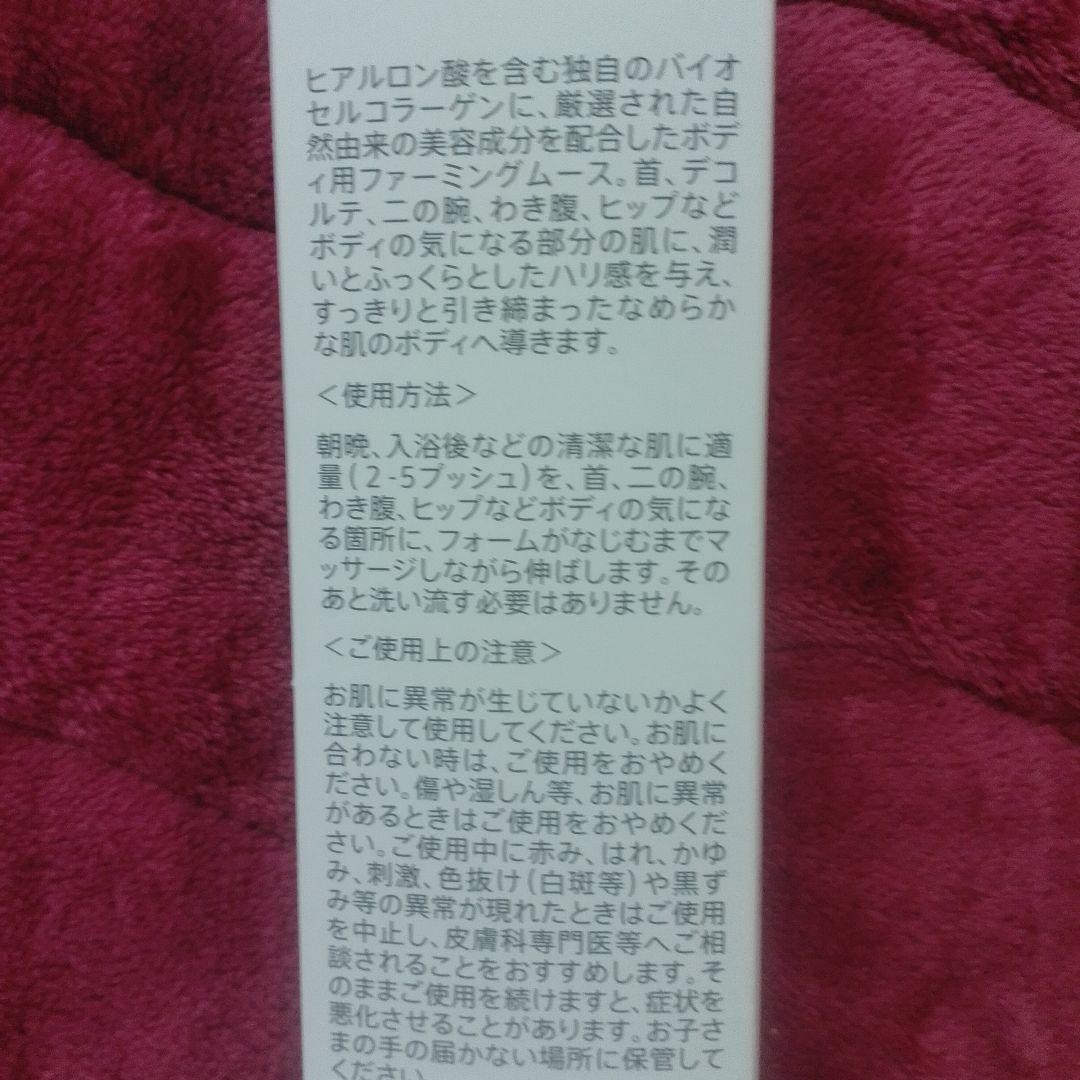 ヒアルロン酸を含む独自のバイオ
セルコラーゲンに、厳選された自
然由来の美容成分を配合したボデ
ィ用ファーミングムース。首、デコ
ルテ、二の腕、わき腹、ヒップなど
ボディの気になる部分の肌に、潤
いとふっくらとしたハリ感を与え、
すっきりと引き締まったなめらか
な肌のボディへ導きます。
＜使用方法＞
朝晩、入浴後などの清潔な肌に適
量(2-5プッシュ)を、首、二の腕、
わき腹、ヒップなどボディの気にな
る箇所に、フォームがなじむまでマ
ッサージしながら伸ばします。その
あと洗い流す必要はありません。
＜ご使用上の注意＞
お肌に異常が生じていないかよく
注意して使用してください。お肌に
合わない時は、ご使用をおやめく
ださい。傷や湿しん等、お肌に異常
があるときはご使用をおやめくだ
さい。ご使用中に赤み、はれ、かゆ
み、刺激、色抜け(白斑等)や黒ず
み等の異常が現れたときはご使用
を中止し、皮膚科専門医等へご相
談されることをおすすめします。そ
のままご使用を続けますと、症状を
悪化させることがあります。お子さ
まの手の届かない場所に保管して
ください